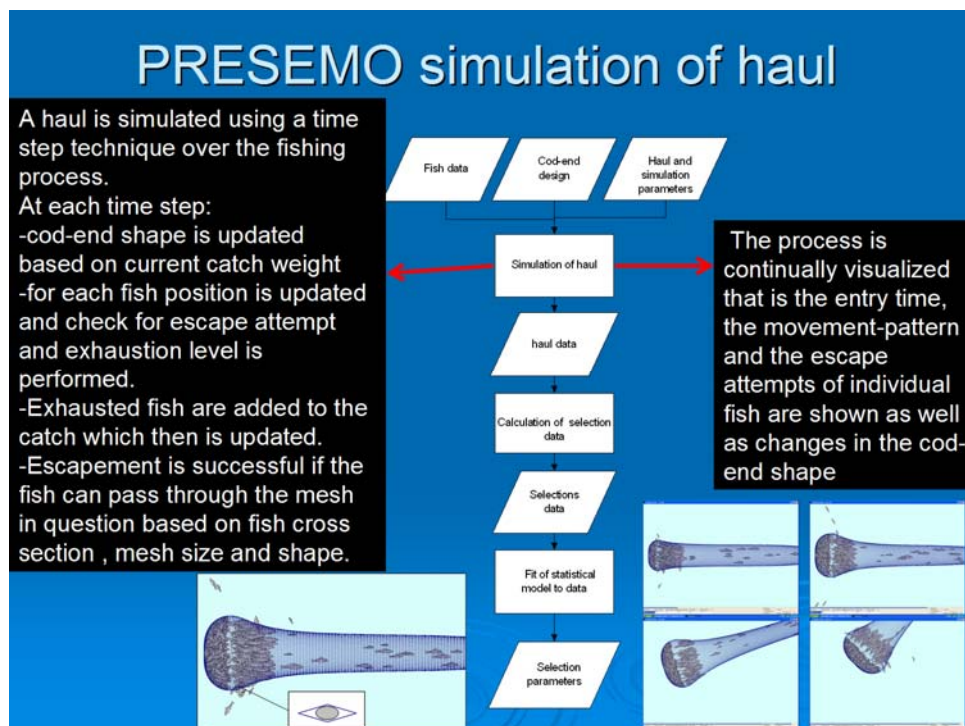 PRESEMO simulation of haul
A haul is simulated using a time
step technique over the fishing
process.
At each time step:
-cod-end shape is updated
based on current catch weight
-for each fish position is updated
and check for escape attempt
and exhaustion level is
performed.
-Exhausted fish are added to the
catch which then is updated.
-Escapement is successful if the
fish can pass through the mesh
in question based on fish cross
section , mesh size and shape.
Fish data
Cod-end
design
Haul and
simulation
parameters
Simulation of haul
haul data
Calculation of selection
data
Selections
data
Fit of statistical
model to data
Selection
parameters
The process is
continually visualized
that is the entry time,
the movement-pattern
and the escape
attempts of individual
fish are shown as well
as changes in the cod-
end shape